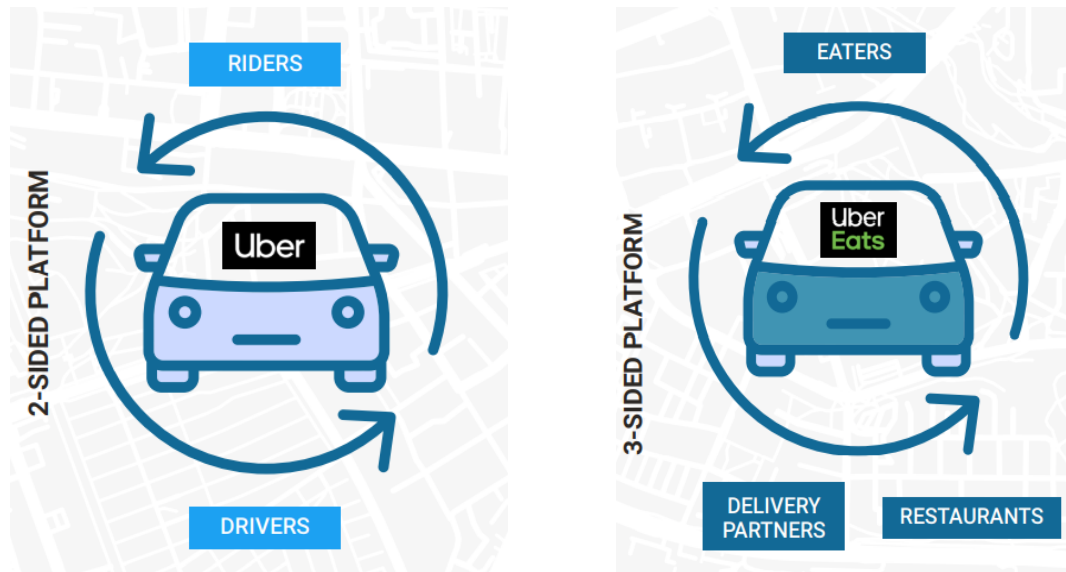 RIDERS
2-SIDED PLATFORM
Uber
DRIVERS
EATERS
3-SIDED PLATFORM
Uber
Eats
DELIVERY
PARTNERS
RESTAURANTS